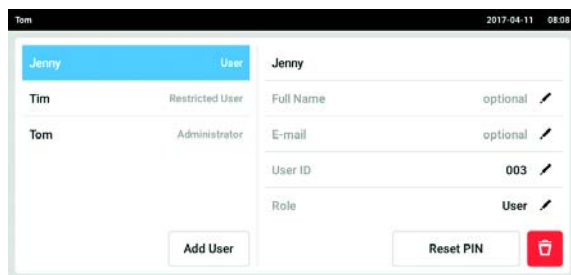 Tom 2017-04-11 08:08
Jenny User
Tim Restricted User
Tom Administrator
Add User
Jenny
Full Name optional
E-mail optional
User ID 003
Role User
Reset PIN